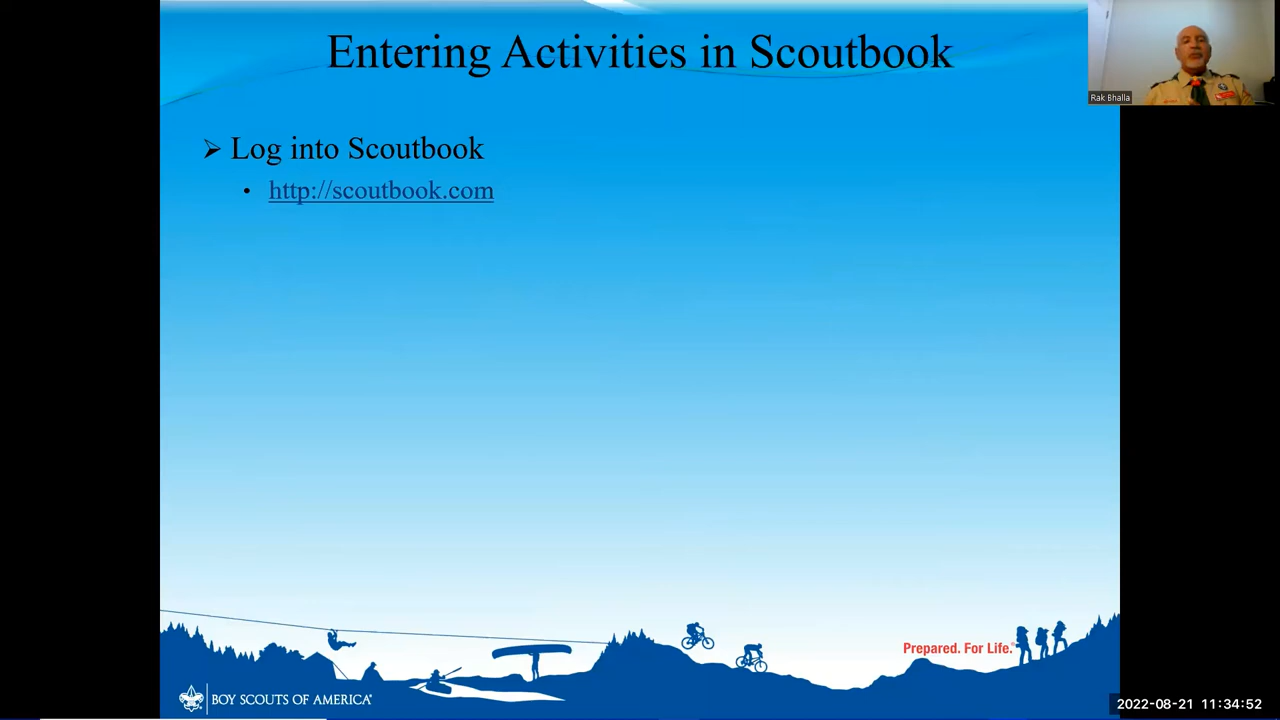 Entering Activities in Scoutbook
Rak Bhalla
➢ Log into Scoutbook
• http://scoutbook.com
Prepared. For Life.™
BOY SCOUTS OF AMERICA®
2022-08-21 11:34:52